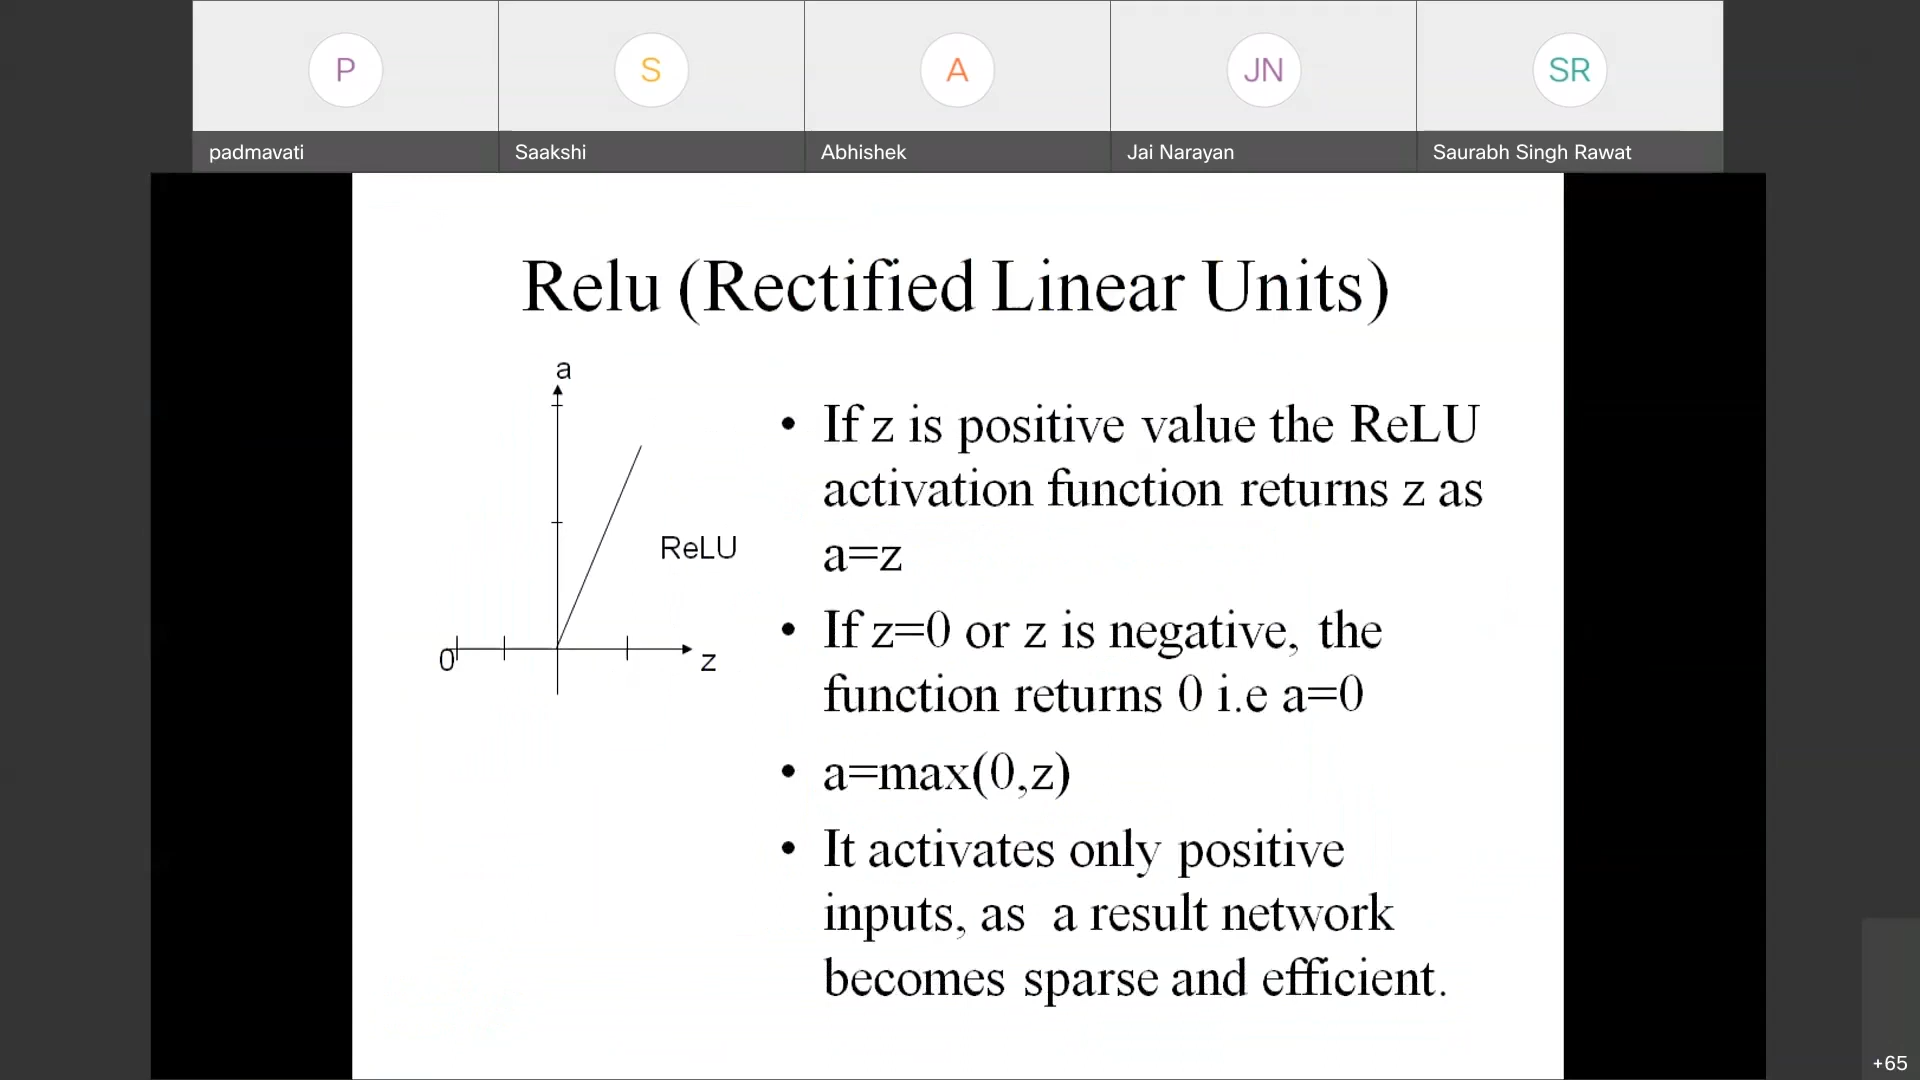 P
S
A
JN
SR
padmavati
Saakshi
Abhishek
Jai Narayan
Saurabh Singh Rawat
Relu (Rectified Linear Units)
a
ReLU
0
z
• If z is positive value the ReLU
activation function returns z as
a=z
• If z=0 or z is negative, the
function returns 0 i.e a=0
• a=max(0,z)
• It activates only positive
inputs, as a result network
becomes sparse and efficient.
+65